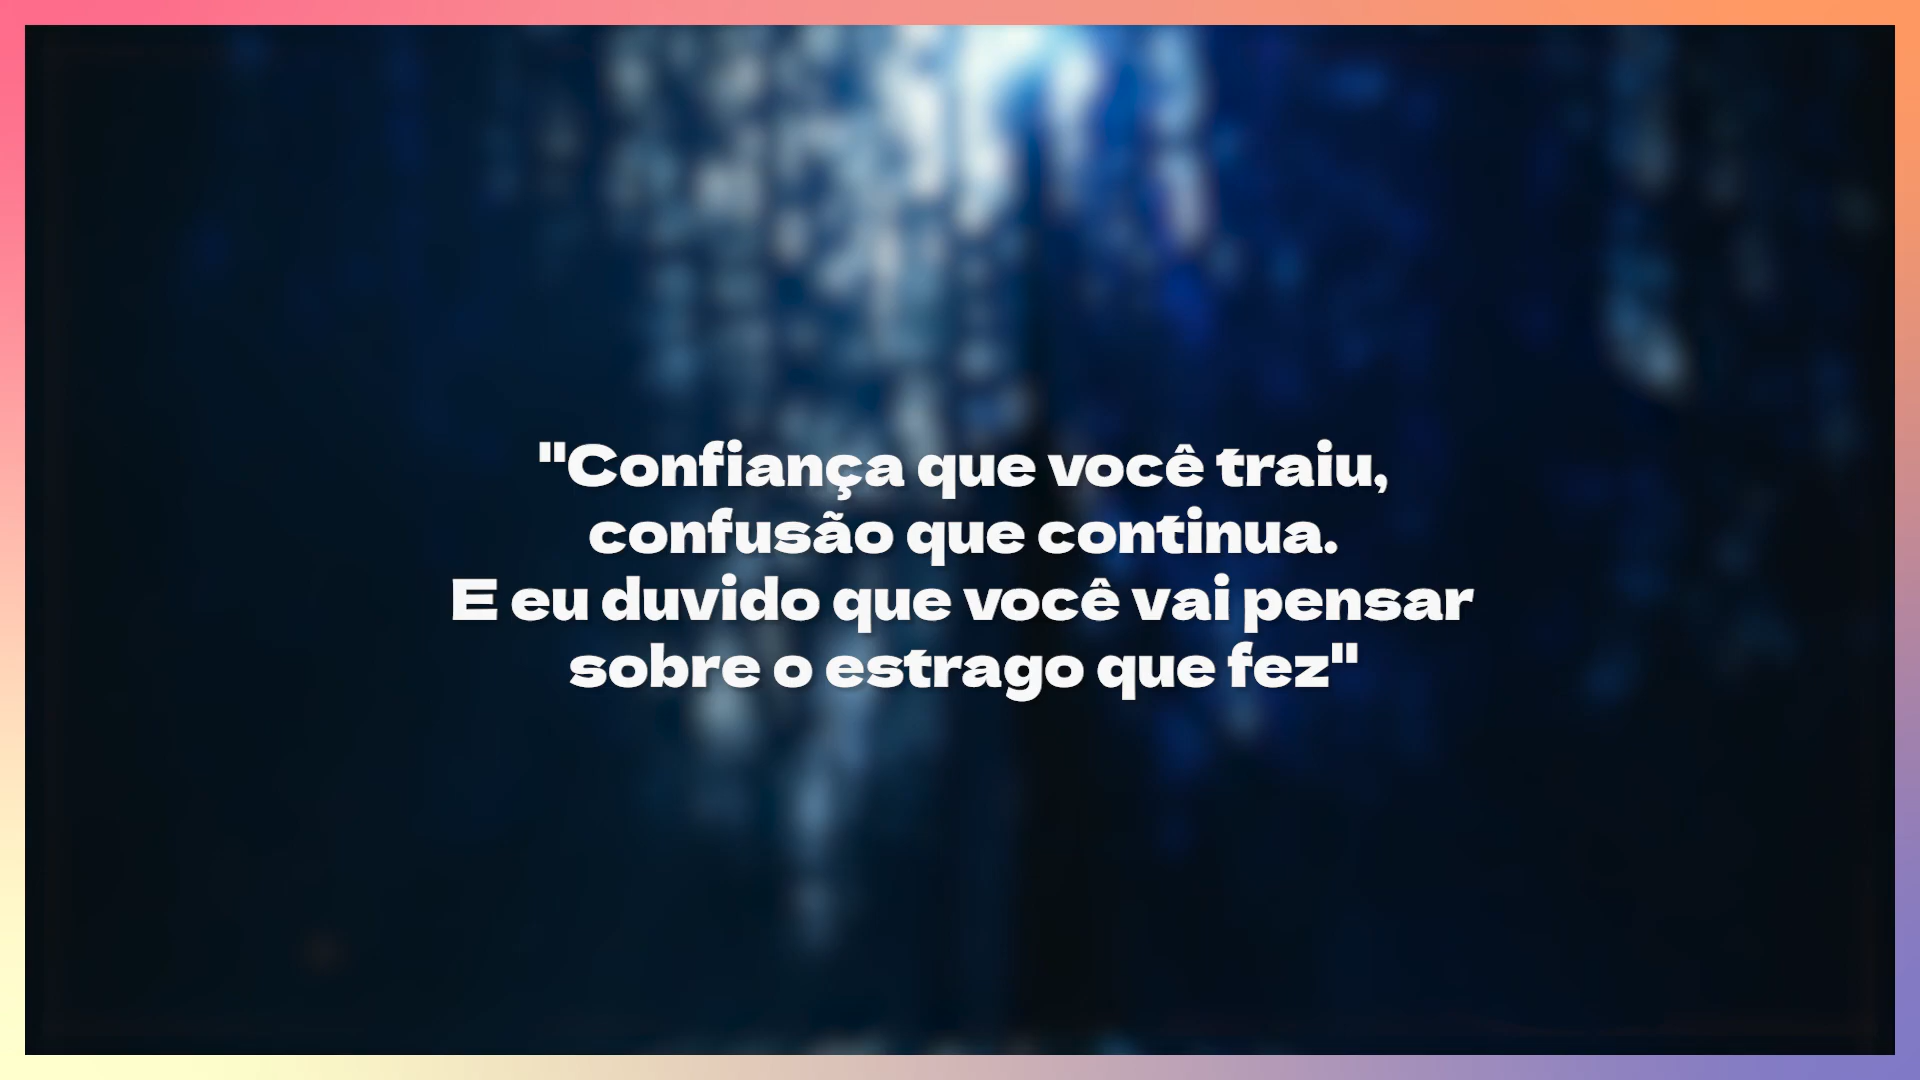 "Confiança que você traiu,
confusão que continua.
E eu duvido que você vai pensar
sobre o estrago que fez"